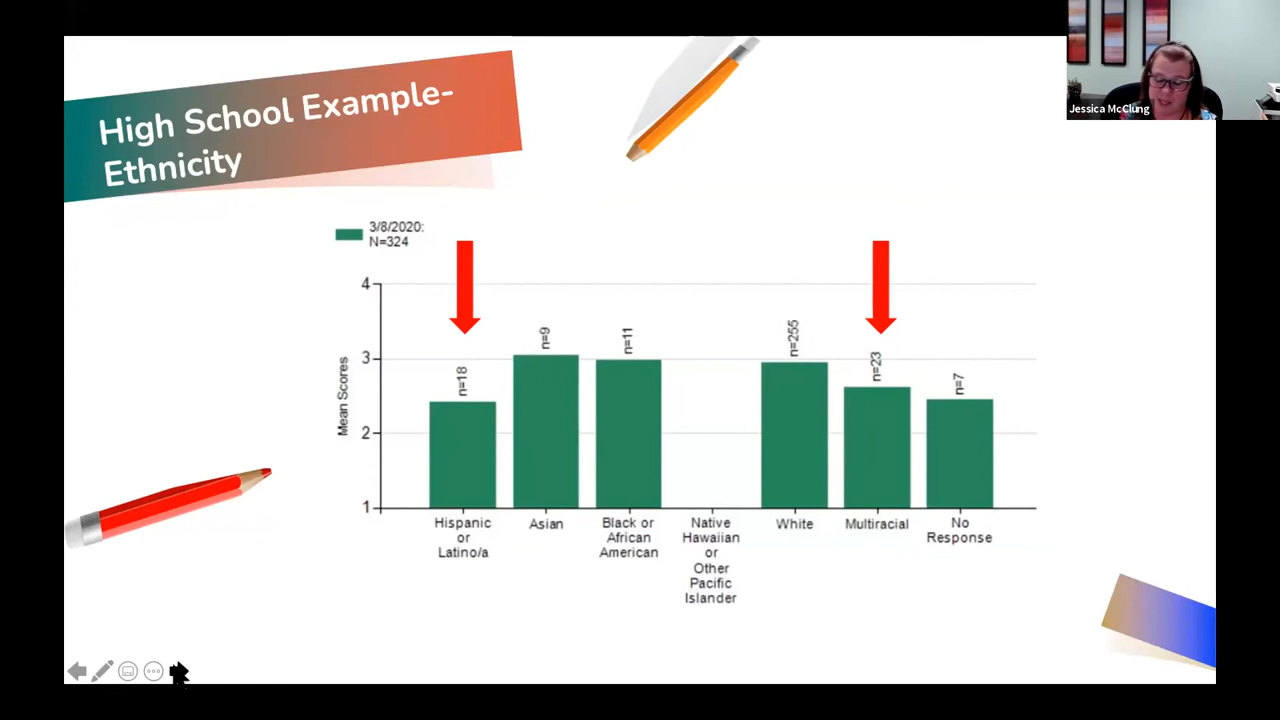 High School Example-
Ethnicity
Jessica McClung
3/8/2020:
N=324
Mean Scores
4
3
2
1
n=18
n=9
n=11
n=255
n=23
n=7
Hispanic
or
Latino/a
Asian
Black or
African
American
Native
Hawaiian
or
Other
Pacific
Islander
White
Multiracial
No
Response